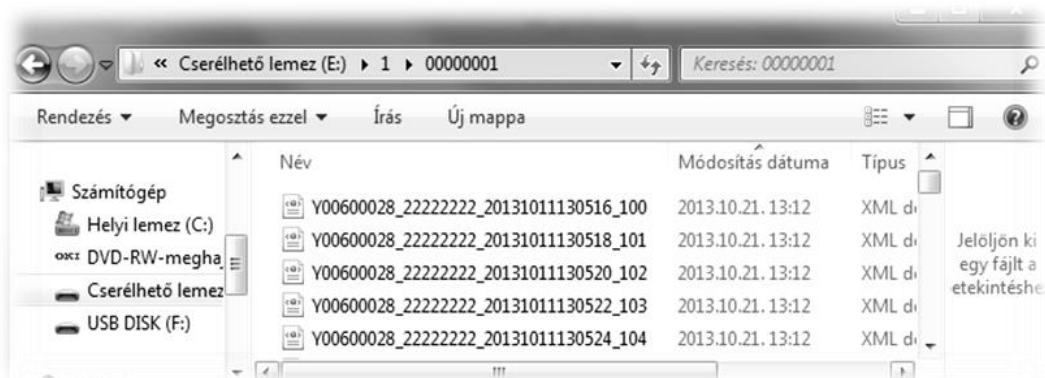 « Cserélhető lemez (E:) ▸ 1 ▸ 00000001
Keresés: 00000001
Rendezés ▾ Megosztás ezzel ▾ Írás Új mappa
Név Módosítás dátuma Típus
Számítógép
Helyi lemez (C:)
DVD-RW-megha
Cserélhető lemez
USB DISK (F:)
Y00600028_22222222_20131011130516_100 2013.10.21. 13:12 XML d
Y00600028_22222222_20131011130518_101 2013.10.21. 13:12 XML d
Y00600028_22222222_20131011130520_102 2013.10.21. 13:12 XML d
Y00600028_22222222_20131011130522_103 2013.10.21. 13:12 XML d
Y00600028_22222222_20131011130524_104 2013.10.21. 13:12 XML d
Jelöljön ki
egy fájlt a
etekintéshe